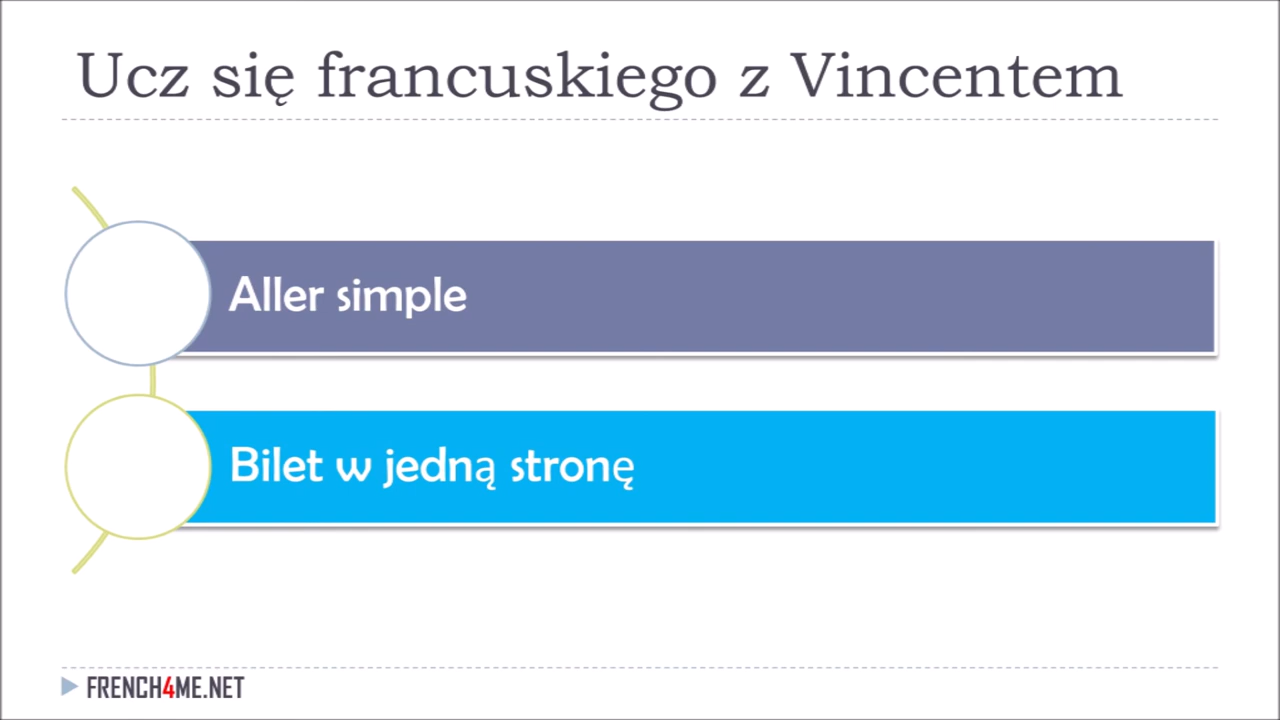 Ucz się francuskiego z Vincentem
Aller simple
Bilet w jedną stronę
FRENCH4ME.NET